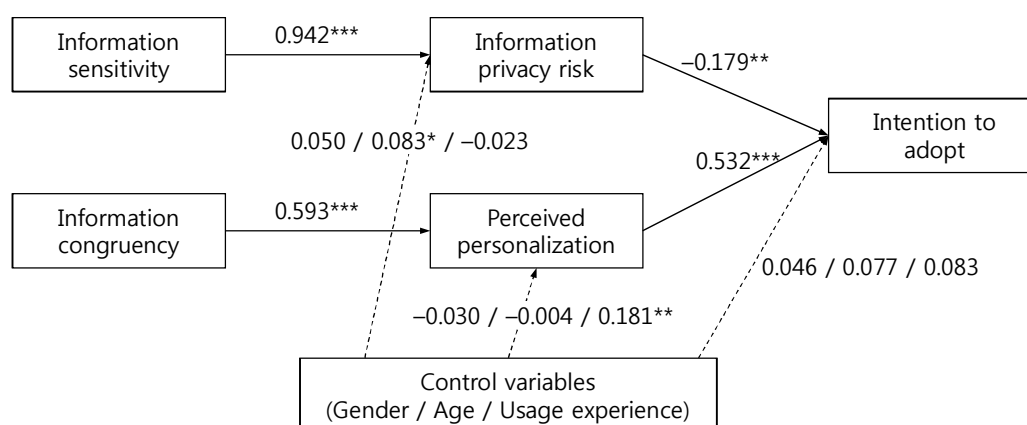 Information
sensitivity
0.942***
Information
privacy risk
–0.179**
Intention to
adopt
0.050 / 0.083* / –0.023
0.532***
Information
congruency
0.593***
Perceived
personalization
0.046 / 0.077 / 0.083
–0.030 / –0.004 / 0.181**
Control variables
(Gender / Age / Usage experience)